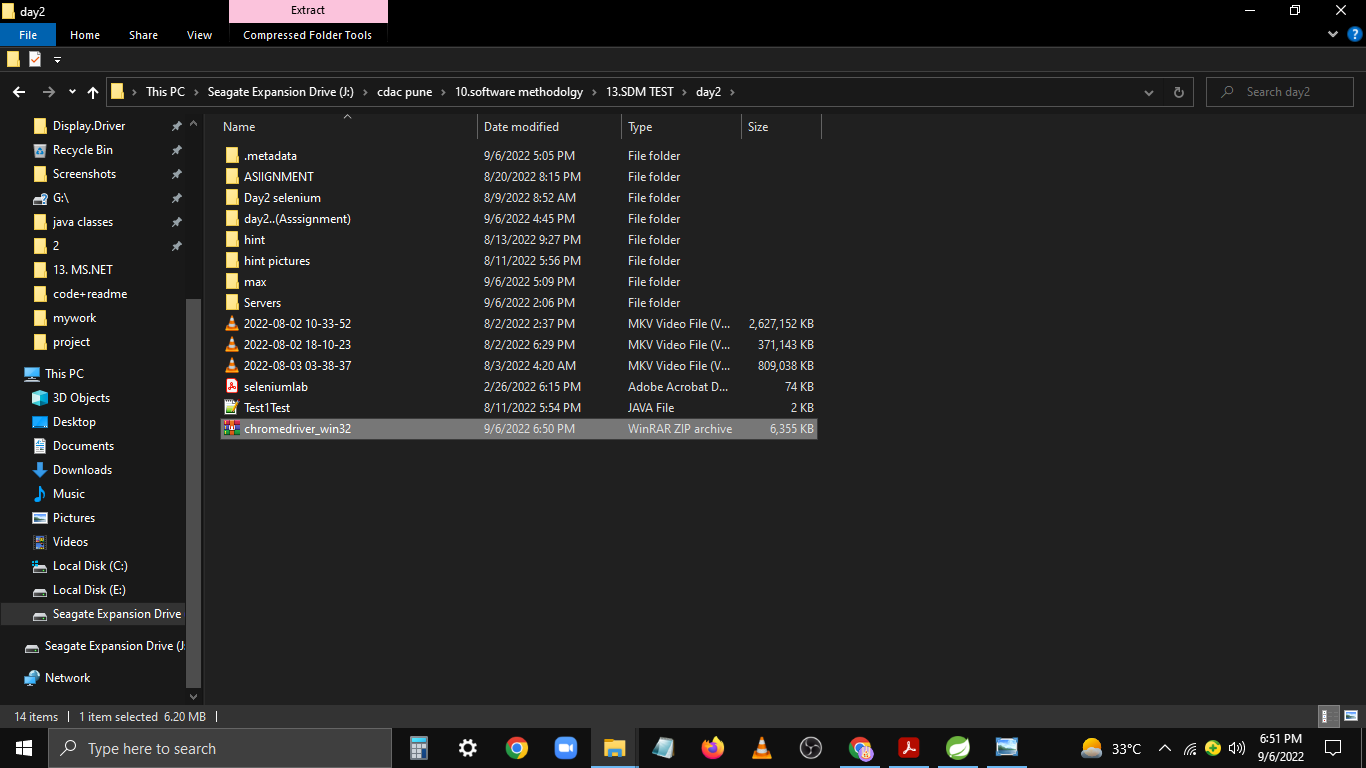 day2
Extract
File
Home
Share
View
Compressed Folder Tools
This PC
Seagate Expansion Drive (J:)
cdac pune
10.software methodolgy
13.SDM TEST
day2
Search day2
Display.Driver
Recycle Bin
Screenshots
G:\
java classes
2
13. MS.NET
code+readme
mywork
project
This PC
3D Objects
Desktop
Documents
Downloads
Music
Pictures
Videos
Local Disk (C:)
Local Disk (E:)
Seagate Expansion Drive
Seagate Expansion Drive (J:
Network
Name Date modified Type Size
.metadata 9/6/2022 5:05 PM File folder
ASIIGNMENT 8/20/2022 8:15 PM File folder
Day2 selenium 8/9/2022 8:52 AM File folder
day2..(Asssignment) 9/6/2022 4:45 PM File folder
hint 8/13/2022 9:27 PM File folder
hint pictures 8/11/2022 5:56 PM File folder
max 9/6/2022 5:09 PM File folder
Servers 9/6/2022 2:06 PM File folder
2022-08-02 10-33-52 8/2/2022 2:37 PM MKV Video File (V... 2,627,152 KB
2022-08-02 18-10-23 8/2/2022 6:29 PM MKV Video File (V... 371,143 KB
2022-08-03 03-38-37 8/3/2022 4:20 AM MKV Video File (V... 809,038 KB
seleniumlab 2/26/2022 6:15 PM Adobe Acrobat D... 74 KB
Test1Test 8/11/2022 5:54 PM JAVA File 2 KB
chromedriver_win32 9/6/2022 6:50 PM WinRAR ZIP archive 6,355 KB
14 items 1 item selected 6.20 MB
Type here to search
33°C
6:51 PM
9/6/2022